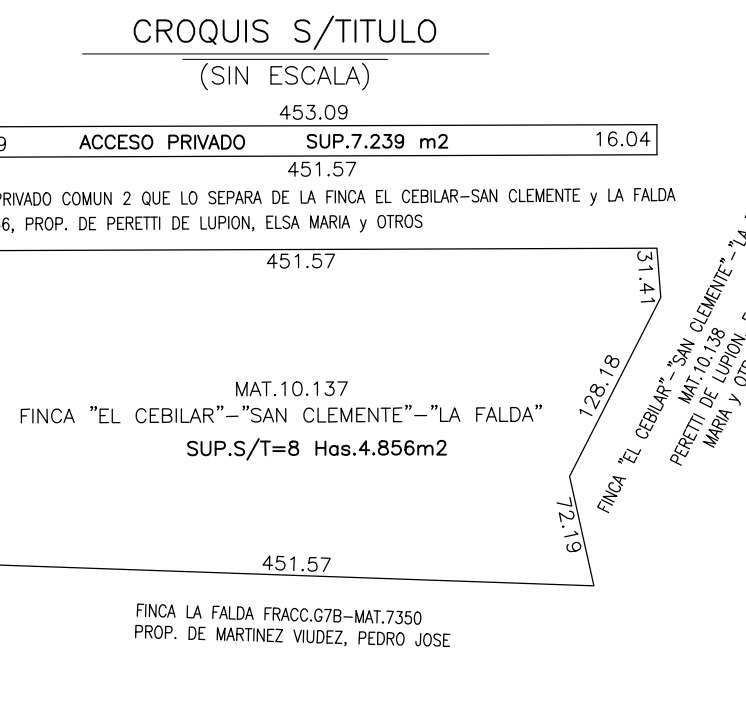 CROQUIS S/TITULO
(SIN ESCALA)
453.09
9 ACCESO PRIVADO SUP.7.239 m2 16.04
451.57
PRIVADO COMUN 2 QUE LO SEPARA DE LA FINCA EL CEBILAR-SAN CLEMENTE y LA FALDA
6, PROP. DE PERETTI DE LUPION, ELSA MARIA y OTROS
451.57
31.41
128.18
MAT.10.137
FINCA "EL CEBILAR"-"SAN CLEMENTE"-"LA FALDA"
SUP.S/T=8 Has.4.856m2
72.19
451.57
FINCA "EL CEBILAR"-"SAN CLEMENTE"-"LA
MAT.10.138
PERETTI DE LUPION,
MARIA y
FINCA LA FALDA FRACC.G7B-MAT.7350
PROP. DE MARTINEZ VIUDEZ, PEDRO JOSE